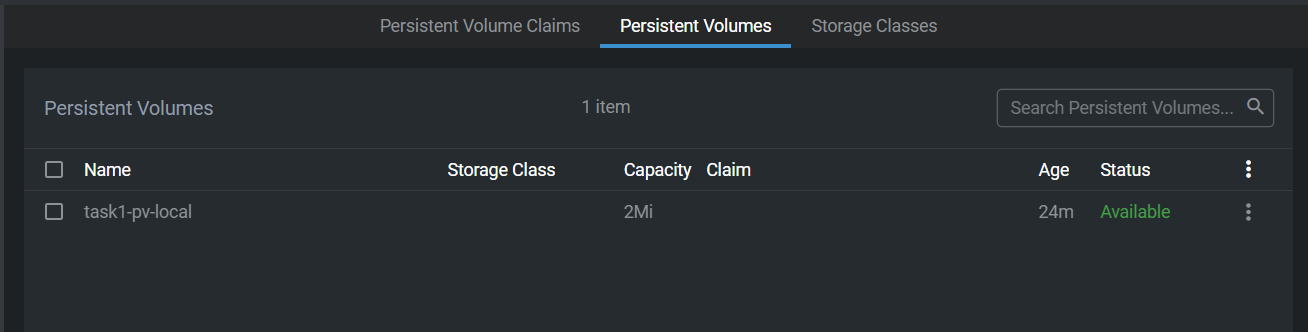 Persistent Volume Claims Persistent Volumes Storage Classes
Persistent Volumes 1 item Search Persistent Volumes...
Name Storage Class Capacity Claim Age Status
task1-pv-local 2Mi 24m Available